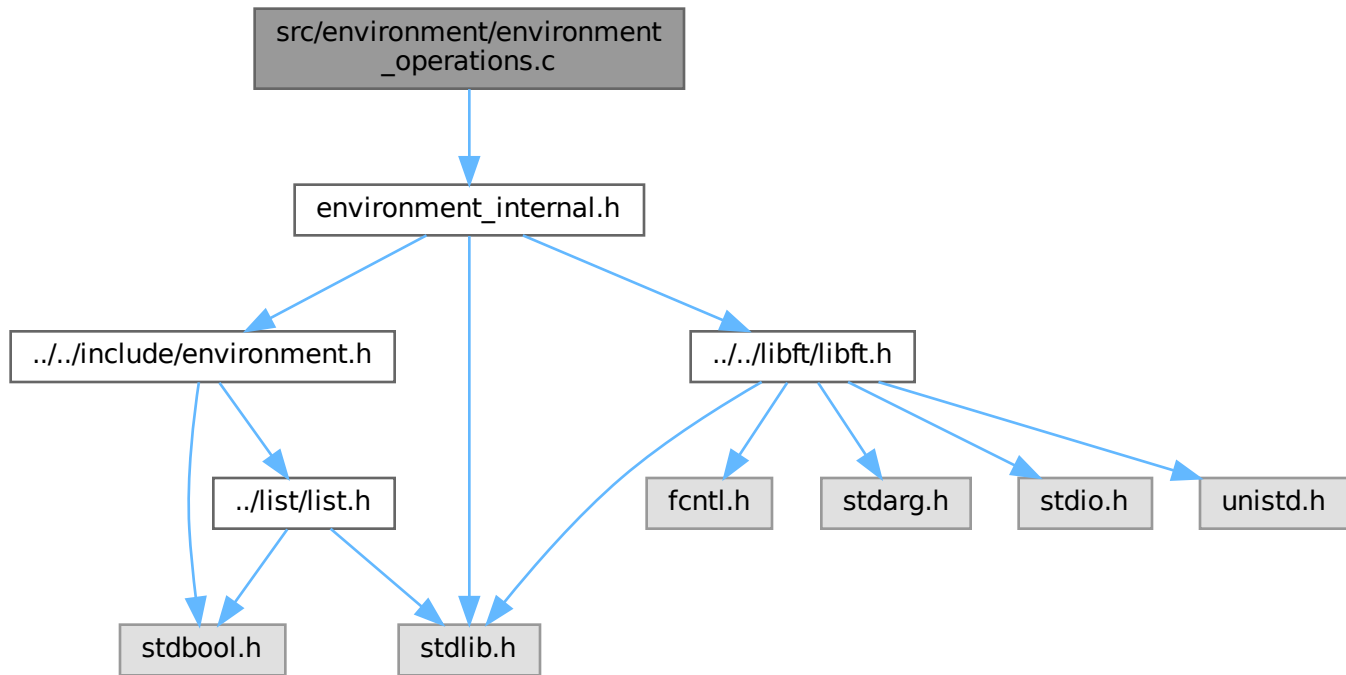 src/environment/environment
_operations.c
environment_internal.h
../../include/environment.h
../../libft/libft.h
../list/list.h
fcntl.h
stdarg.h
stdio.h
unistd.h
stdbool.h
stdlib.h